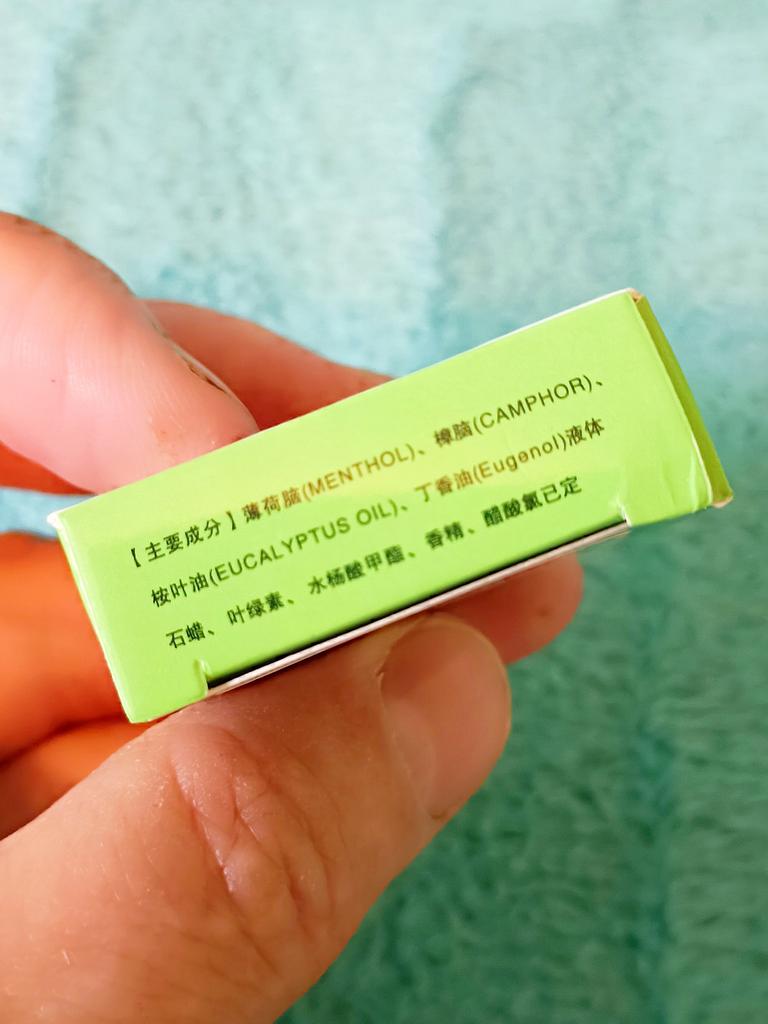 【主要成分】薄荷脑(MENTHOL)、樟脑(CAMPHOR)、
桉叶油(EUCALYPTUS OIL)、丁香油(Eugenol)液体
石蜡、叶绿素、水杨酸甲酯、香精、醋酸氯己定